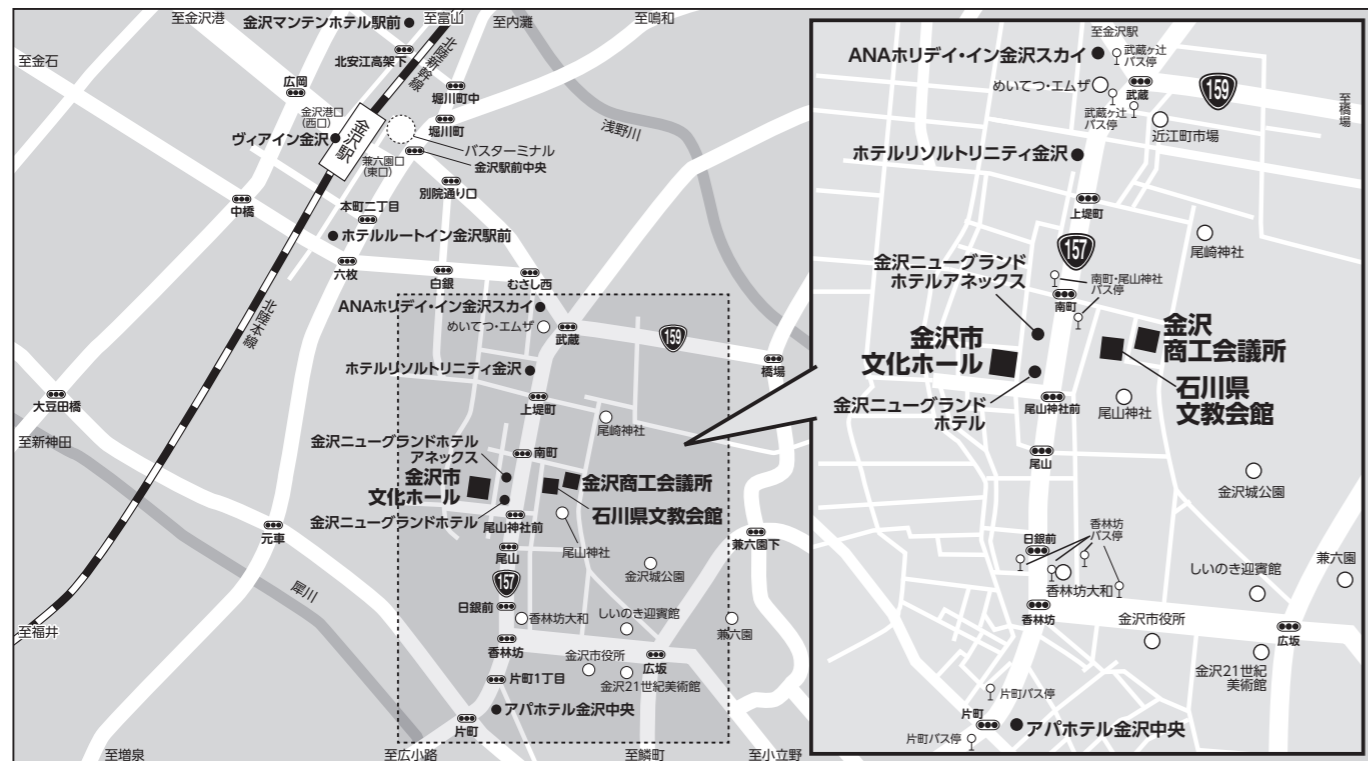 至金沢港
金沢マンテンホテル駅前
至富山
至内灘
至鳴和
至金石
北安江高架下
北陸新幹線
広岡
堀川町中
金沢港口
(西口)
堀川町
浅野川
ヴィアイン金沢
金沢駅
バスターミナル
兼六園口
(東口)
金沢駅前中央
別院通り口
中橋
本町二丁目
ホテルルートイン金沢駅前
六枚
白銀
むさし西
北陸本線
ANAホリデイ・イン金沢スカイ
めいてつ・エムザ
武蔵
159
橋場
ホテルリソルトリニティ金沢
大豆田橋
上堤町
尾崎神社
至新神田
金沢ニューグランドホテル
アネックス
南町
金沢市
文化ホール
金沢商工会議所
石川県文教会館
金沢ニューグランドホテル
尾山神社前
元車
尾山
尾山神社
兼六園下
157
金沢城公園
犀川
日銀前
香林坊大和
しいのき迎賓館
兼六園
至福井
香林坊
金沢市役所
広坂
片町1丁目
金沢21世紀美術館
アパホテル金沢中央
片町
至増泉
至広小路
至鱗町
至小立野
至金沢駅
ANAホリデイ・イン金沢スカイ
武蔵ヶ辻
バス停
めいてつ・エムザ
武蔵
159
至橋場
武蔵ヶ辻
バス停
近江町市場
ホテルリソルトリニティ金沢
上堤町
尾崎神社
157
金沢ニューグランド
ホテルアネックス
南町・尾山神社
バス停
南町
金沢市
文化ホール
金沢
商工会議所
石川県
文教会館
金沢ニューグランド
ホテル
尾山神社前
尾山神社
尾山
金沢城公園
香林坊
バス停
日銀前
しいのき迎賓館
兼六園
香林坊大和
香林坊
金沢市役所
広坂
金沢21世紀
美術館
片町バス停
片町
アパホテル金沢中央
片町バス停